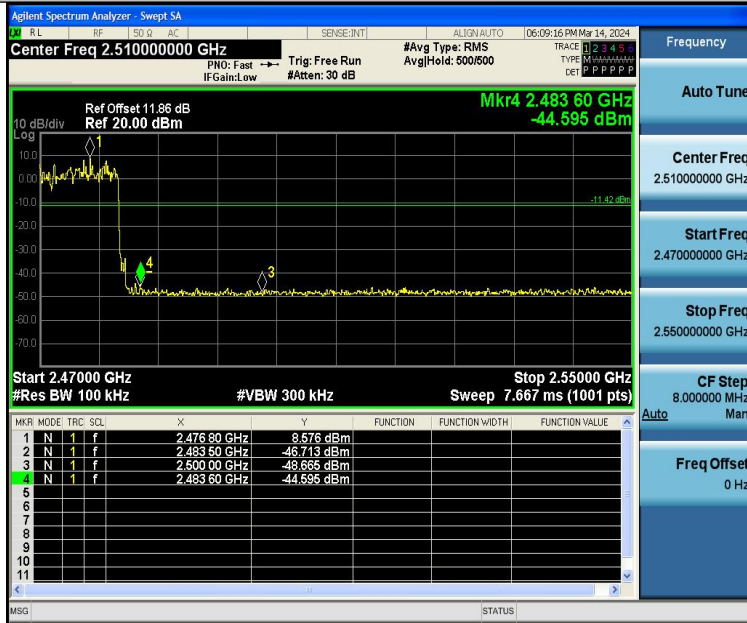 Agilent Spectrum Analyzer - Swept SA
LXI RL RF 50 Ω AC SENSE:INT ALIGN AUTO 06:09:16 PM Mar 14, 2024
Center Freq 2.510000000 GHz
PNO: Fast
IFGain:Low
Trig: Free Run
#Atten: 30 dB
#Avg Type: RMS
Avg|Hold: 500/500
TRACE 1 2 3 4 5 6
TYPE M
DET P P P P P P
Mkr4 2.483 60 GHz
-44.595 dBm
Ref Offset 11.86 dB
10 dB/div Ref 20.00 dBm
Log
10.0
0.00
-10.0
-20.0
-30.0
-40.0
-50.0
-60.0
-70.0
1
4
3
-11.42 dBm
Start 2.47000 GHz Stop 2.55000 GHz
#Res BW 100 kHz #VBW 300 kHz Sweep 7.667 ms (1001 pts)
MKR MODE TRC SCL X Y FUNCTION FUNCTION WIDTH FUNCTION VALUE
1 N 1 f 2.476 80 GHz 8.576 dBm
2 N 1 f 2.483 50 GHz -46.713 dBm
3 N 1 f 2.500 00 GHz -48.665 dBm
4 N 1 f 2.483 60 GHz -44.595 dBm
5
6
7
8
9
10
11
MSG STATUS
Frequency
Auto Tune
Center Freq
2.510000000 GHz
Start Freq
2.470000000 GHz
Stop Freq
2.550000000 GHz
CF Step
8.000000 MHz
Auto Man
Freq Offset
0 Hz